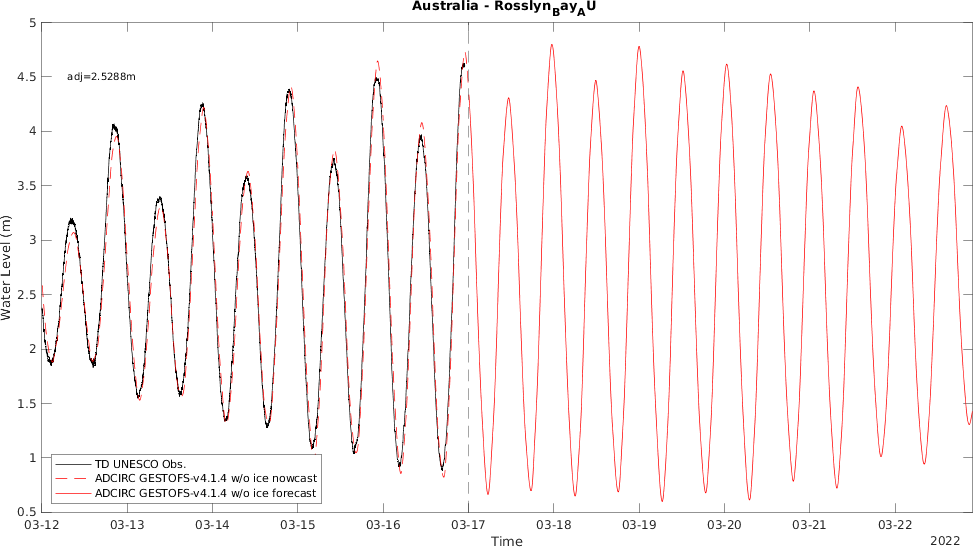 Australia - Rosslyn_Bay_AU
5
4.5
4
3.5
3
2.5
2
1.5
1
0.5
Water Level (m)
adj=2.5288m
TD UNESCO Obs.
ADCIRC GESTOFS-v4.1.4 w/o ice nowcast
ADCIRC GESTOFS-v4.1.4 w/o ice forecast
03-12 03-13 03-14 03-15 03-16 03-17 03-18 03-19 03-20 03-21 03-22
Time
2022